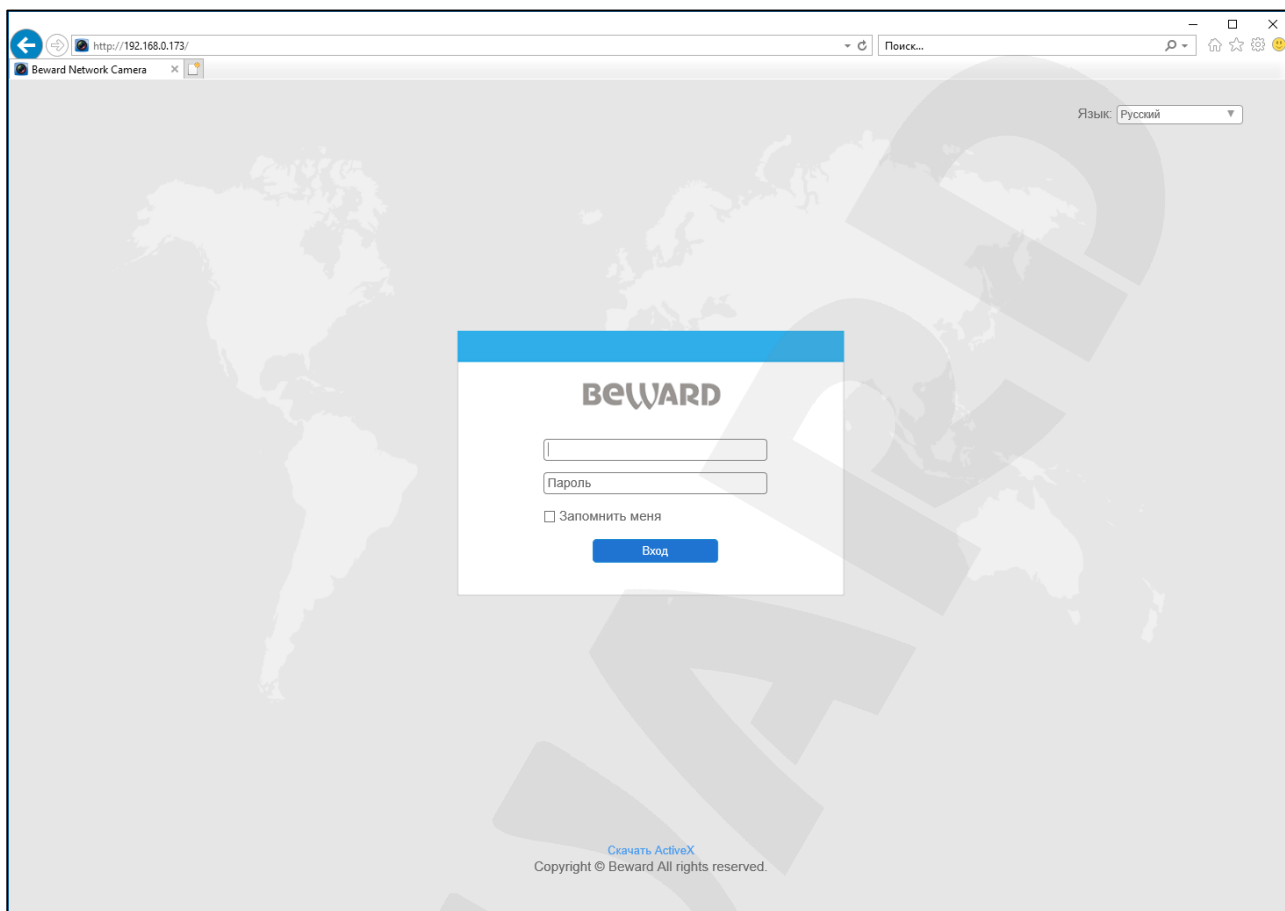 http://192.168.0.173/
Поиск...
Beward Network Camera
Язык: Русский
BEWARD
Пароль
Запомнить меня
Вход
Скачать ActiveX
Copyright © Beward All rights reserved.